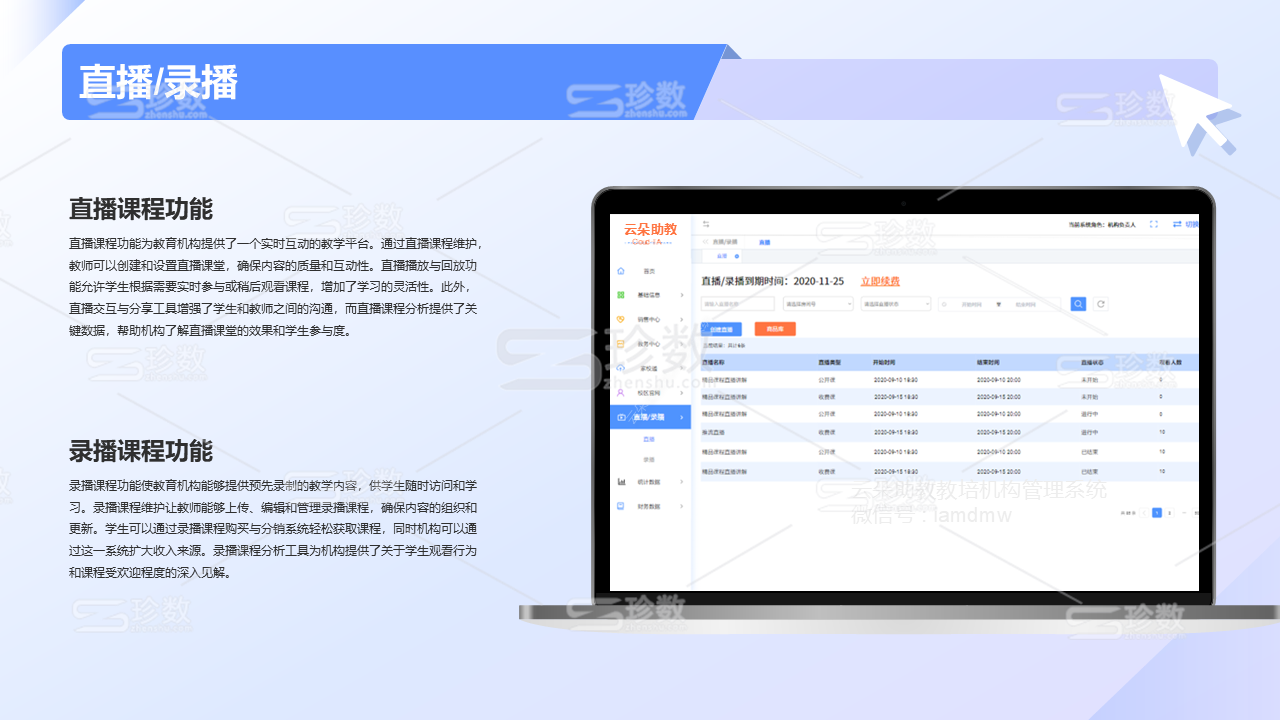 直播/录播
直播课程功能
直播课程功能为教育机构提供了一个实时互动的教学平台。通过直播课程维护，
教师可以创建和设置直播课堂，确保内容的质量和互动性。直播播放与回放功
能允许学生根据需要实时参与或稍后观看课程，增加了学习的灵活性。此外，
直播交互与分享工具加强了学生和教师之间的沟通，而直播课程分析提供了关
键数据，帮助机构了解直播课堂的效果和学生参与度。
录播课程功能
录播课程功能使教育机构能够提供预先录制的教学内容，供学生随时访问和学
习。录播课程维护让教师能够上传、编辑和管理录播课程，确保内容的组织和
更新。学生可以通过录播课程购买与分销系统轻松获取课程，同时机构可以通
过这一系统扩大收入来源。录播课程分析工具为机构提供了关于学生观看行为
和课程受欢迎程度的深入见解。
云朵助教
当前系统角色：机构负责人 切换
直播/录播 直播
首页
基础信息
销售中心
教务中心
家校通
校区官网
直播/录播
直播
录播
统计数据
财务数据
直播/录播到期时间：2020-11-25 立即续费
开始时间 结束时间
创建直播
直播名称 直播类型 开始时间 结束时间 直播状态 观看人数
精品课程直播讲解 公开课 2020-09-10 18:30 2020-09-10 20:00 未开始 0
精品课程直播讲解 收费课 2020-09-15 18:30 2020-09-15 20:00 未开始 0
精品课程直播讲解 公开课 2020-09-10 18:30 2020-09-10 20:00 进行中 0
推流直播 收费课 2020-09-15 18:30 2020-09-15 20:00 进行中 10
精品课程直播讲解 公开课 2020-09-10 18:30 2020-09-10 20:00 已结束 10
精品课程直播讲解 收费课 2020-09-15 18:30 2020-09-15 20:00 已结束 10
云朵助教教培机构管理系统
微信号：iamdmw
珍数
zhenshu.com